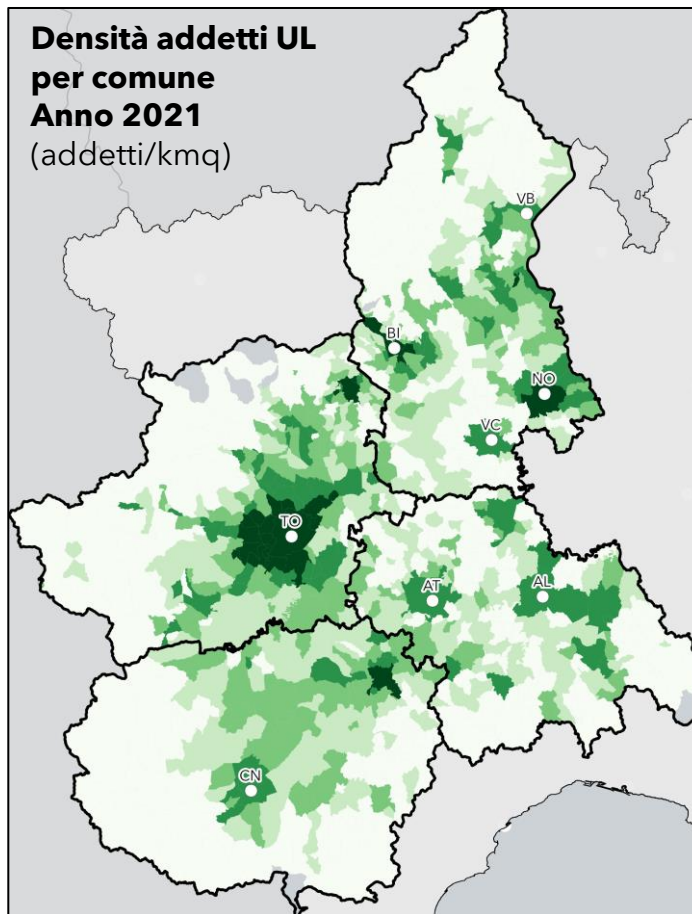 Densità addetti UL
per comune
Anno 2021
(addetti/kmq)
VB
BI
NO
VC
TO
AT
AL
CN